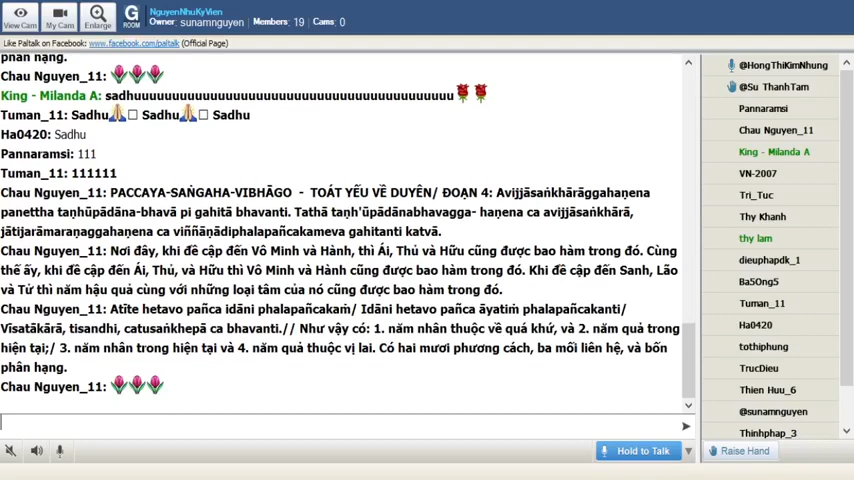 View Cam
My Cam
Enlarge
G
ROOM
NguyenNhuKyVien
Owner: sunamnguyen Members: 19 Cams: 0
Like Paltalk on Facebook: www.facebook.com/paltalk (Official Page)
phân hạng.
Chau Nguyen_11:
King - Milanda A: sadhuuuuuuuuuuuuuuuuuuuuuuuuuuuuuuuuuuuuuuuuuu
Tuman_11: Sadhu Sadhu Sadhu
Ha0420: Sadhu
Pannaramsi: 111
Tuman_11: 111111
Chau Nguyen_11: PACCAYA-SAṄGAHA-VIBHĀGO - TOÁT YẾU VỀ DUYÊN/ ĐOẠN 4: Avijjāsaṅkhārāggahaṇena
panettha taṇhūpādāna-bhavā pi gahitā bhavanti. Tathā taṇh'ūpādānabhavagga- haṇena ca avijjāsaṅkhārā,
jātijarāmaraṇaggahaṇena ca viññāṇādiphalapañcakameva gahitanti katvā.
Chau Nguyen_11: Nơi đây, khi đề cập đến Vô Minh và Hành, thì Ái, Thủ và Hữu cũng được bao hàm trong đó. Cùng
thế ấy, khi đề cập đến Ái, Thủ, và Hữu thì Vô Minh và Hành cũng được bao hàm trong đó. Khi đề cập đến Sanh, Lão
và Tử thì năm hậu quả cùng với những loại tâm của nó cũng được bao hàm trong đó.
Chau Nguyen_11: Atīte hetavo pañca idāni phalapañcakaṁ/ Idāni hetavo pañca āyatiṁ phalapañcakanti/
Vīsatākārā, tisandhi, catusaṅkhepā ca bhavanti.// Như vậy có: 1. năm nhân thuộc về quá khứ, và 2. năm quả trong
hiện tại;/ 3. năm nhân trong hiện tại và 4. năm quả thuộc vị lai. Có hai mươi phương cách, ba mối liên hệ, và bốn
phân hạng.
Chau Nguyen_11:
Hold to Talk
Raise Hand
@HongThiKimNhung
@Su ThanhTam
Pannaramsi
Chau Nguyen_11
King - Milanda A
VN-2007
Tri_Tuc
Thy Khanh
thy lam
dieuphapdk_1
Ba5Ong5
Tuman_11
Ha0420
tothiphung
TrucDieu
Thien Huu_6
@sunamnguyen
Thinhphap_3